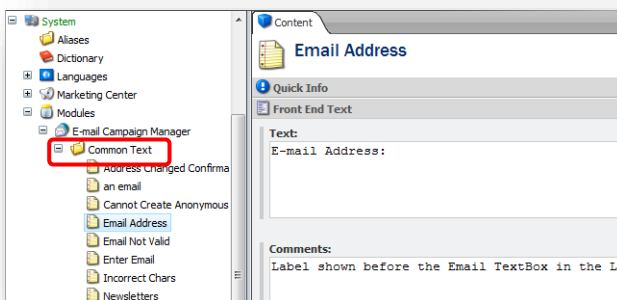 System
Aliases
Dictionary
Languages
Marketing Center
Modules
E-mail Campaign Manager
Common Text
Address Changed Confirma
an email
Cannot Create Anonymous
Email Address
Email Not Valid
Enter Email
Incorrect Chars
Newsletters
Content
Email Address
Quick Info
Front End Text
Text:
E-mail Address:
Comments:
Label shown before the Email TextBox in the L